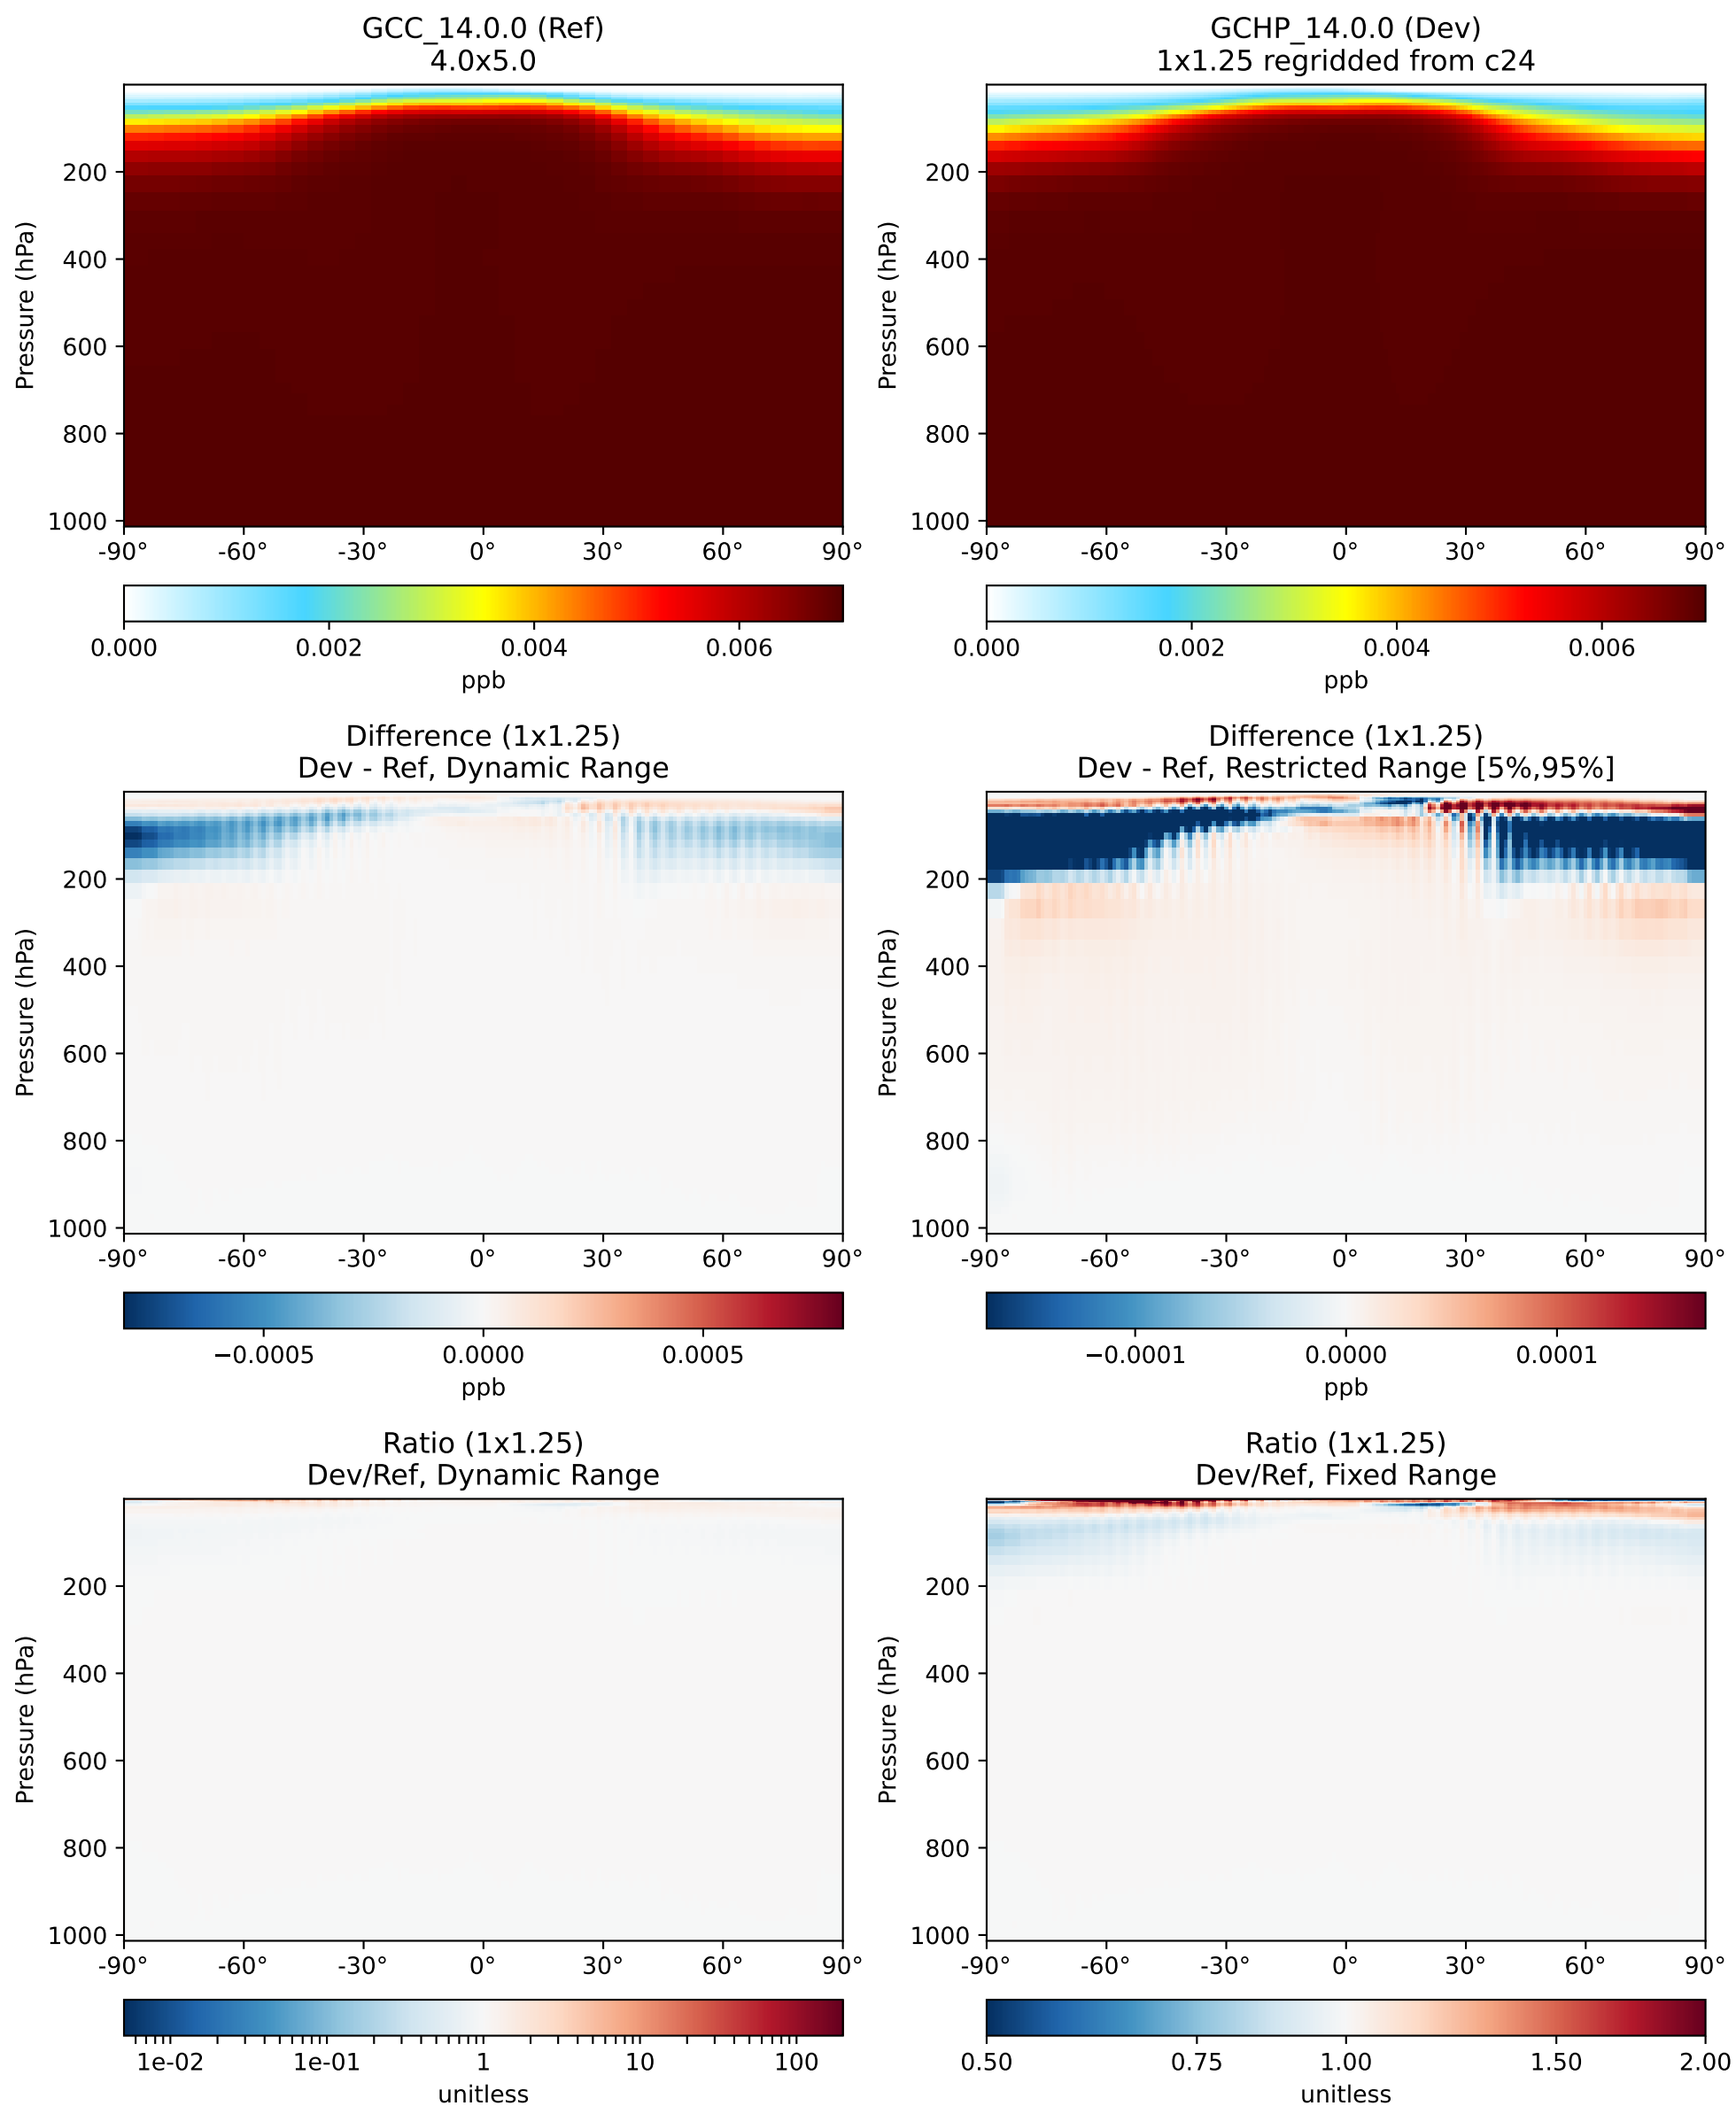 GCC_14.0.0 (Ref)
4.0x5.0
Pressure (hPa)
200
400
600
800
1000
-90° -60° -30° 0° 30° 60° 90°
0.000 0.002 0.004 0.006
ppb
GCHP_14.0.0 (Dev)
1x1.25 regridded from c24
Pressure (hPa)
200
400
600
800
1000
-90° -60° -30° 0° 30° 60° 90°
0.000 0.002 0.004 0.006
ppb
Difference (1x1.25)
Dev - Ref, Dynamic Range
Pressure (hPa)
200
400
600
800
1000
-90° -60° -30° 0° 30° 60° 90°
−0.0005 0.0000 0.0005
ppb
Difference (1x1.25)
Dev - Ref, Restricted Range [5%,95%]
Pressure (hPa)
200
400
600
800
1000
-90° -60° -30° 0° 30° 60° 90°
−0.0001 0.0000 0.0001
ppb
Ratio (1x1.25)
Dev/Ref, Dynamic Range
Pressure (hPa)
200
400
600
800
1000
-90° -60° -30° 0° 30° 60° 90°
1e-02 1e-01 1 10 100
unitless
Ratio (1x1.25)
Dev/Ref, Fixed Range
Pressure (hPa)
200
400
600
800
1000
-90° -60° -30° 0° 30° 60° 90°
0.50 0.75 1.00 1.50 2.00
unitless